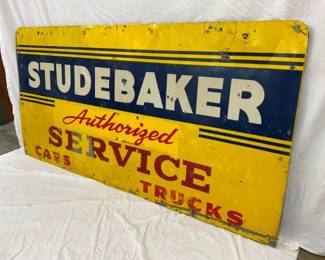 STUDEBAKER
Authorized
SERVICE
CARS TRUCKS